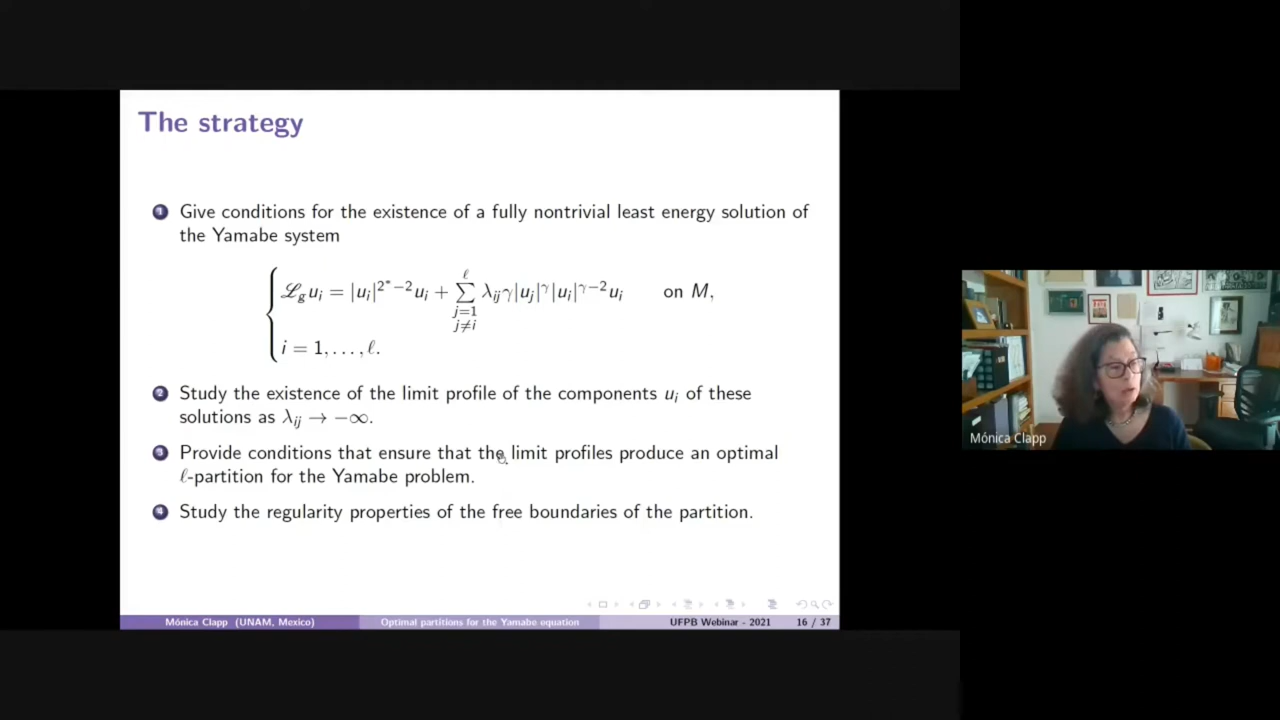 The strategy
1 Give conditions for the existence of a fully nontrivial least energy solution of
the Yamabe system
ℒ_g u_i = |u_i|^{2*−2} u_i + ∑_{j=1, j≠i}^{ℓ} λ_{ij} γ |u_j|^γ |u_i|^{γ−2} u_i on M,
i = 1, . . . , ℓ.
2 Study the existence of the limit profile of the components u_i of these
solutions as λ_{ij} → −∞.
3 Provide conditions that ensure that the limit profiles produce an optimal
ℓ-partition for the Yamabe problem.
4 Study the regularity properties of the free boundaries of the partition.
Mónica Clapp (UNAM, Mexico) Optimal partitions for the Yamabe equation UFPB Webinar - 2021 16 / 37
Mónica Clapp